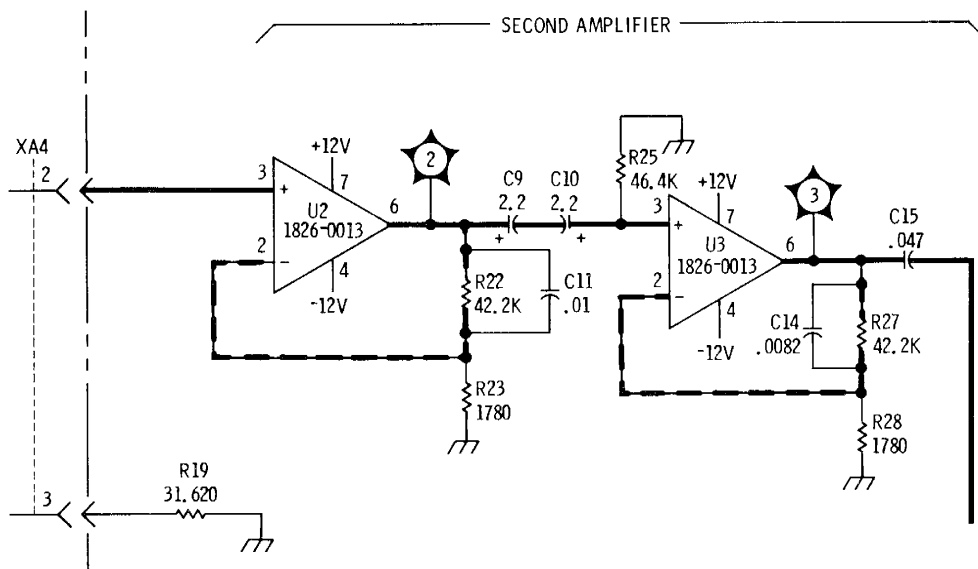 SECOND AMPLIFIER
XA4
2
3
+12V
7
+
U2
1826-0013
6
2
-
4
-12V
2
C9
2.2
+
C10
2.2
+
R25
46.4K
3
+
+12V
7
U3
1826-0013
6
2
-
4
-12V
3
C15
.047
R22
42.2K
C11
.01
R23
1780
C14
.0082
R27
42.2K
R28
1780
3
R19
31.620